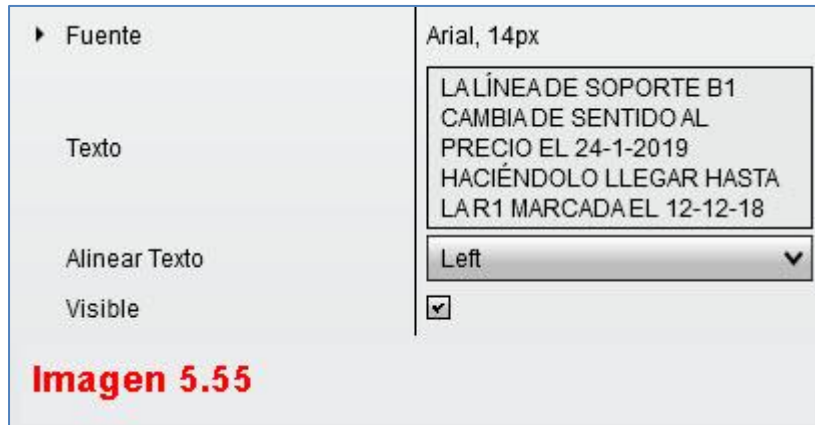 Fuente Arial, 14px
Texto
LA LÍNEA DE SOPORTE B1
CAMBIA DE SENTIDO AL
PRECIO EL 24-1-2019
HACIÉNDOLO LLEGAR HASTA
LA R1 MARCADA EL 12-12-18
Alinear Texto Left
Visible
Imagen 5.55